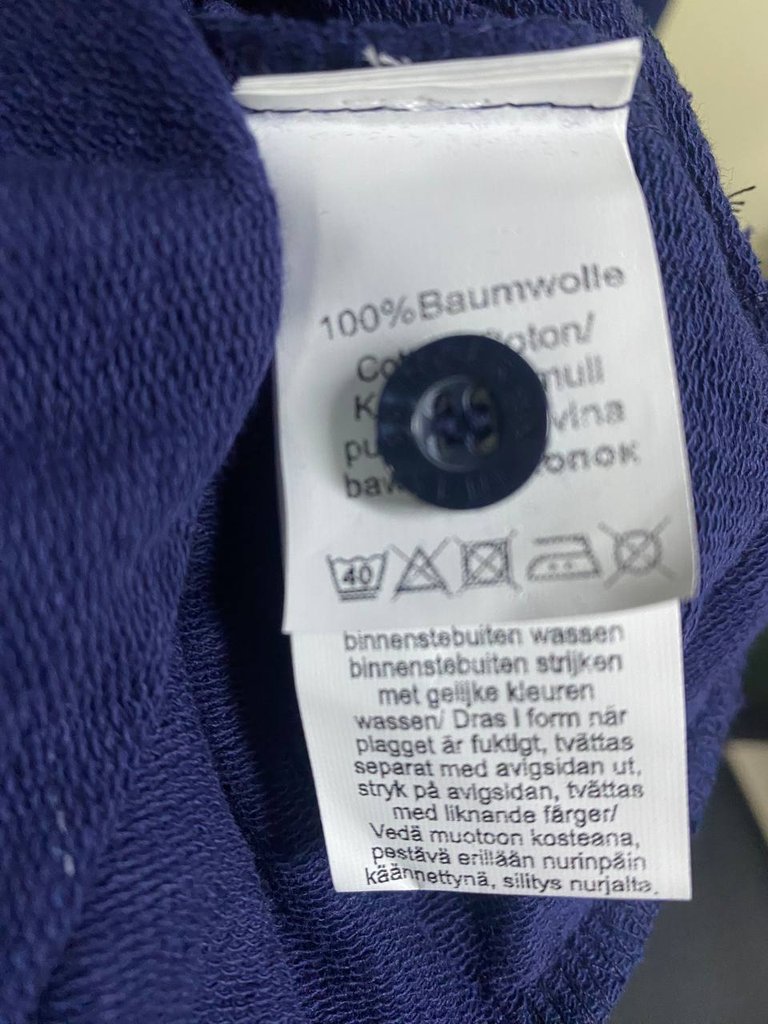 100%Baumwolle
40
binnenstebuiten wassen
binnenstebuiten strijken
met gelijke kleuren
wassen/ Dras i form när
plagget är fuktigt, tvättas
separat med avigsidan ut,
stryk på avigsidan, tvättas
med liknande färger/
Vedä muotoon kosteana,
pestävä erillään nurinpäin
käännettynä, silitys nurjalta.